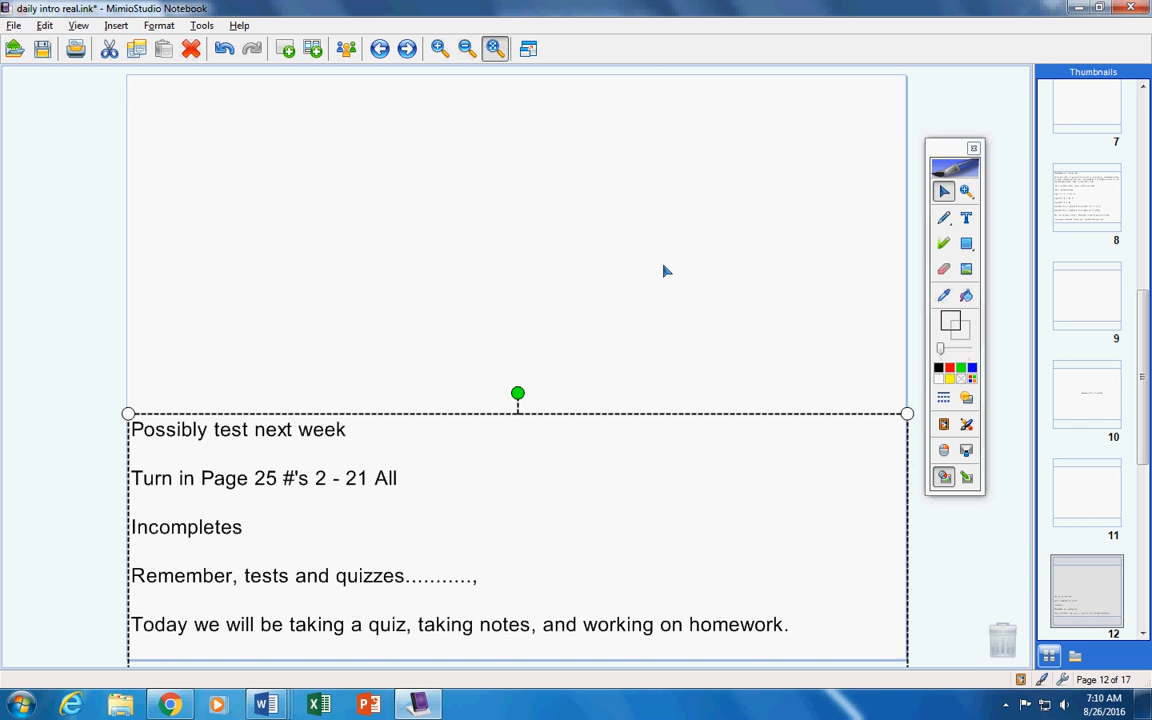 daily intro real.ink* - MimioStudio Notebook
File Edit View Insert Format Tools Help
Thumbnails
7
8
9
10
11
12
Possibly test next week
Turn in Page 25 #'s 2 - 21 All
Incompletes
Remember, tests and quizzes...........,
Today we will be taking a quiz, taking notes, and working on homework.
Page 12 of 17
7:10 AM
8/26/2016